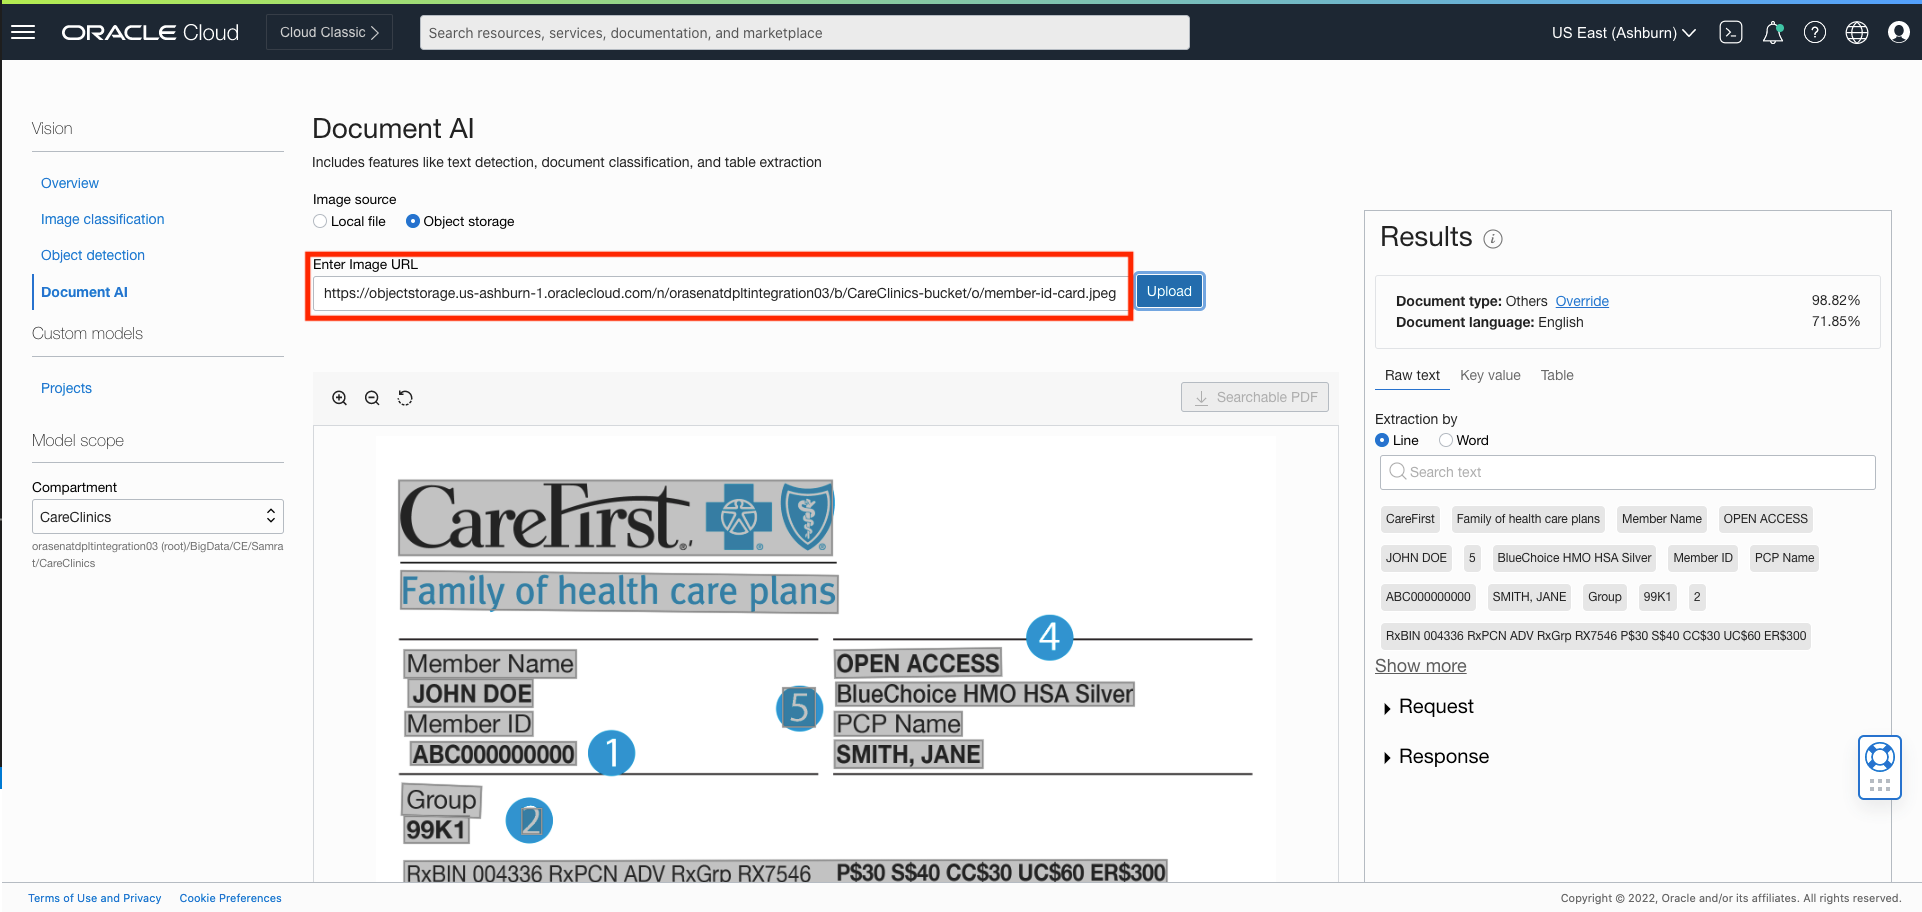 ORACLE Cloud
Cloud Classic
Search resources, services, documentation, and marketplace
US East (Ashburn)
Vision
Overview
Image classification
Object detection
Document AI
Custom models
Projects
Model scope
Compartment
CareClinics
orasenatdpltintegration03 (root)/BigData/CE/Samra
t/CareClinics
Document AI
Includes features like text detection, document classification, and table extraction
Image source
Local file Object storage
Enter Image URL
https://objectstorage.us-ashburn-1.oraclecloud.com/n/orasenatdpltintegration03/b/CareClinics-bucket/o/member-id-card.jpeg
Upload
Searchable PDF
CareFirst®
Family of health care plans
4
Member Name
JOHN DOE
Member ID
ABC000000000
1
OPEN ACCESS
5
BlueChoice HMO HSA Silver
PCP Name
SMITH, JANE
Group
99K1
2
RxBIN 004336 RxPCN ADV RxGrp RX7546 P$30 S$40 CC$30 UC$60 ER$300
Results
Document type: Others Override 98.82%
Document language: English 71.85%
Raw text Key value Table
Extraction by
Line Word
Search text
CareFirst Family of health care plans Member Name OPEN ACCESS
JOHN DOE 5 BlueChoice HMO HSA Silver Member ID PCP Name
ABC000000000 SMITH, JANE Group 99K1 2
RxBIN 004336 RxPCN ADV RxGrp RX7546 P$30 S$40 CC$30 UC$60 ER$300
Show more
Request
Response
Terms of Use and Privacy Cookie Preferences
Copyright © 2022, Oracle and/or its affiliates. All rights reserved.